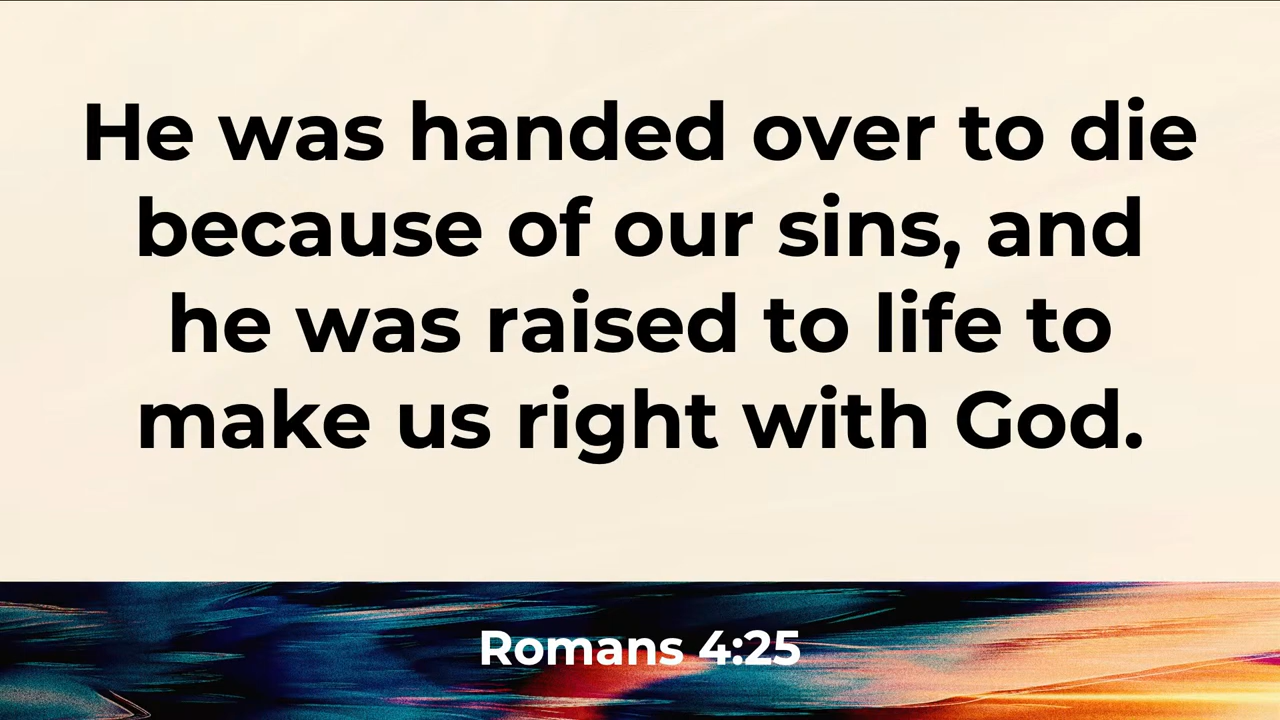 He was handed over to die
because of our sins, and
he was raised to life to
make us right with God.
Romans 4:25